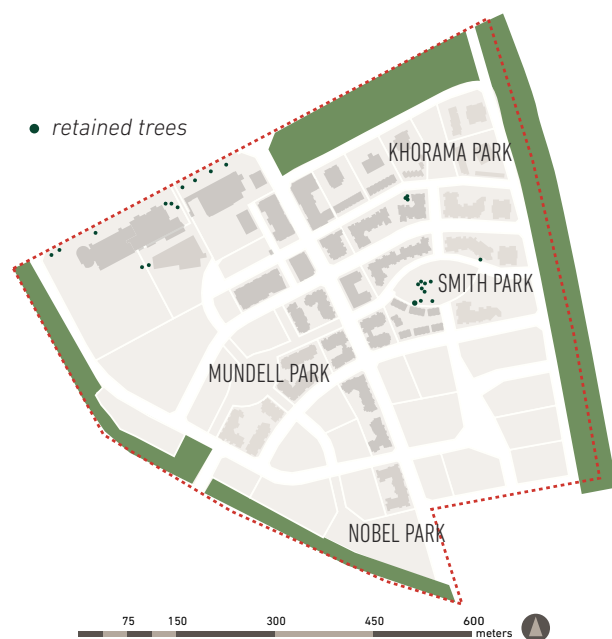 retained trees
KHORAMA PARK
SMITH PARK
MUNDELL PARK
NOBEL PARK
75 150 300 450 600
meters